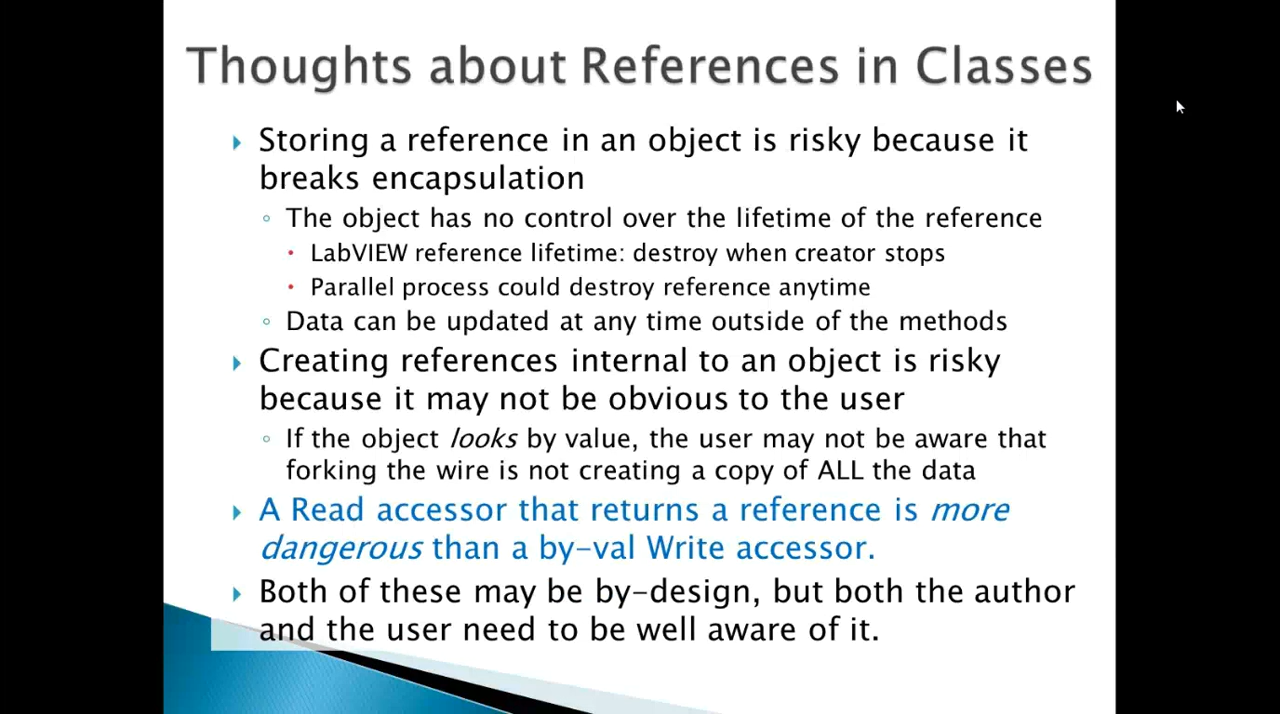 Thoughts about References in Classes
Storing a reference in an object is risky because it
breaks encapsulation
The object has no control over the lifetime of the reference
LabVIEW reference lifetime: destroy when creator stops
Parallel process could destroy reference anytime
Data can be updated at any time outside of the methods
Creating references internal to an object is risky
because it may not be obvious to the user
If the object looks by value, the user may not be aware that
forking the wire is not creating a copy of ALL the data
A Read accessor that returns a reference is more
dangerous than a by-val Write accessor.
Both of these may be by-design, but both the author
and the user need to be well aware of it.